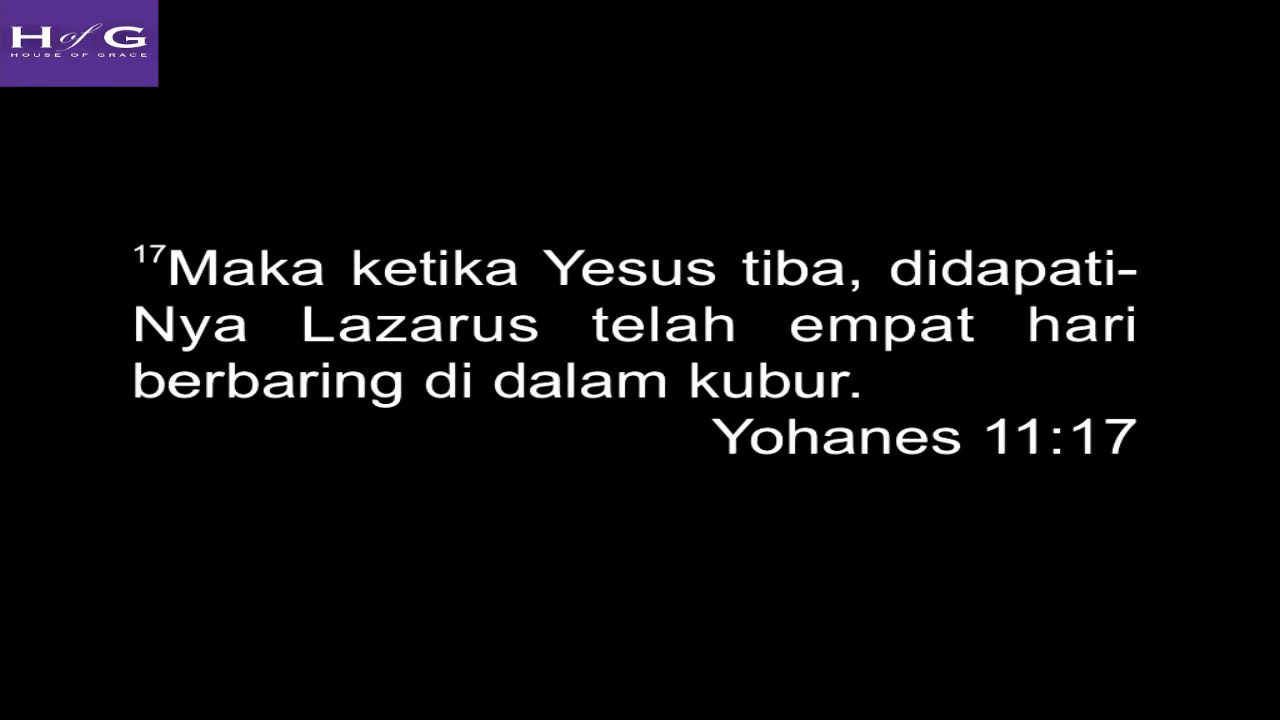 H of G
HOUSE OF GRACE
17Maka ketika Yesus tiba, didapati-
Nya Lazarus telah empat hari
berbaring di dalam kubur.
Yohanes 11:17